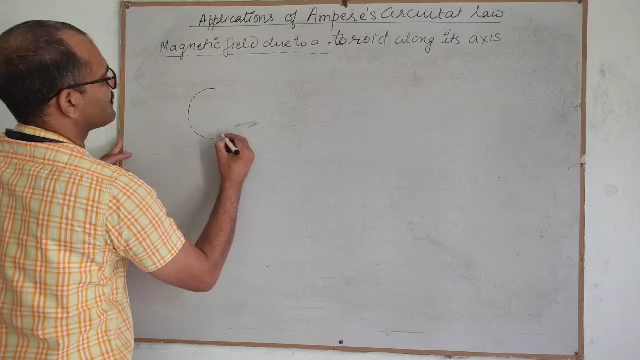 Applications of Ampere's Circuital Law
Magnetic field due to a toroid along its axis